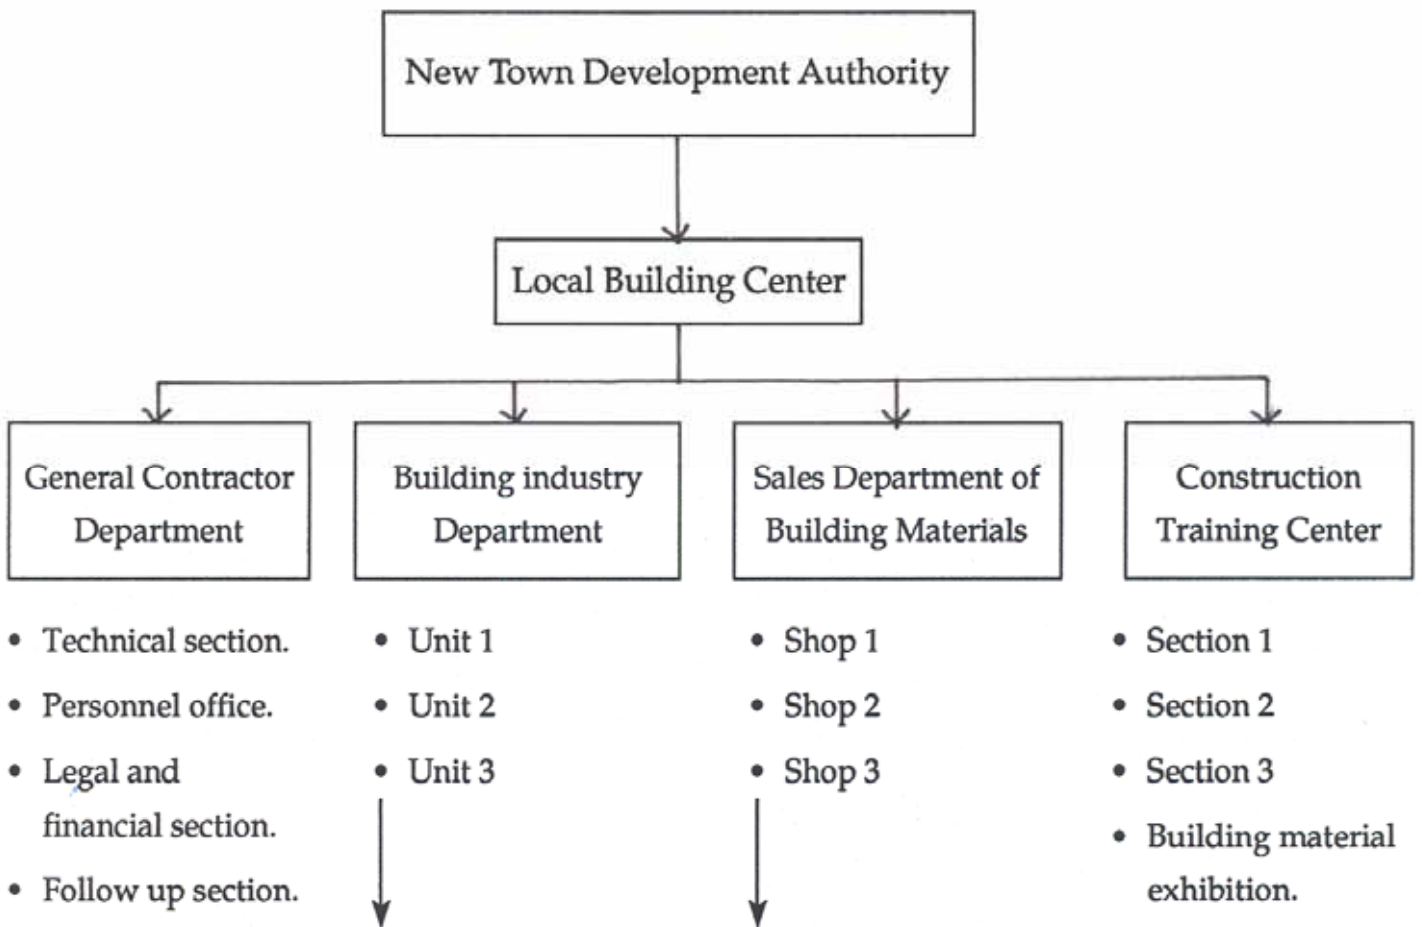 New Town Development Authority
Local Building Center
General Contractor
Department
Building industry
Department
Sales Department of
Building Materials
Construction
Training Center
• Technical section.
• Personnel office.
• Legal and
financial section.
• Follow up section.
• Unit 1
• Unit 2
• Unit 3
• Shop 1
• Shop 2
• Shop 3
• Section 1
• Section 2
• Section 3
• Building material
exhibition.